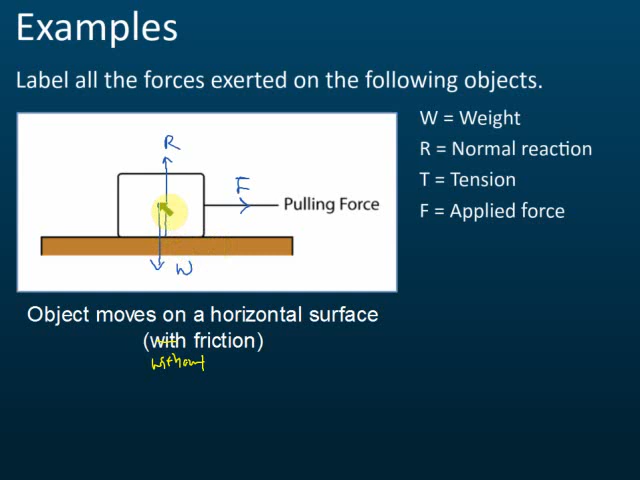 Examples
Label all the forces exerted on the following objects.
W = Weight
R = Normal reaction
T = Tension
F = Applied force
R
F
Pulling Force
W
Object moves on a horizontal surface
(with friction)
without